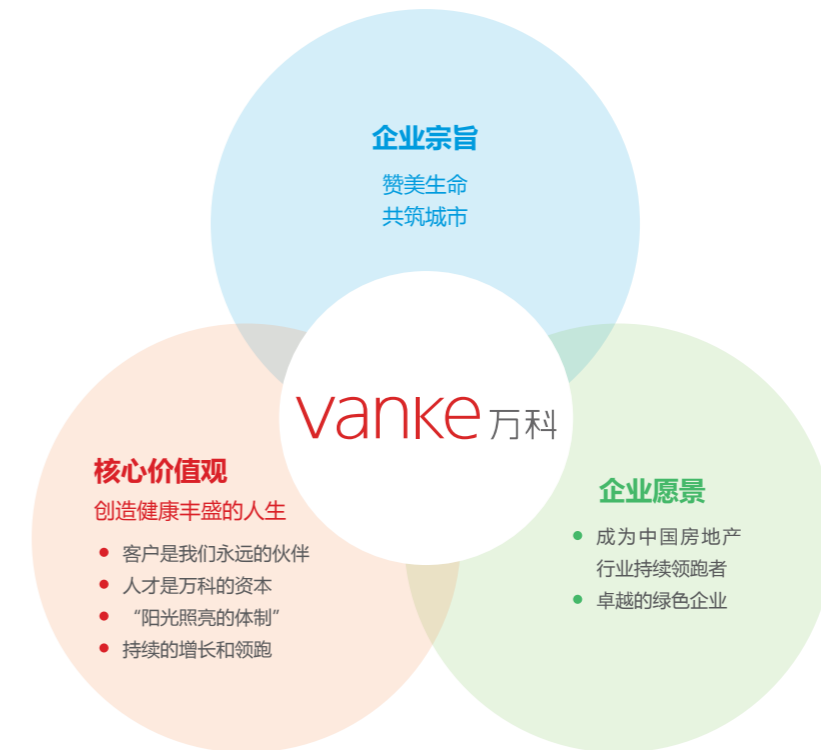 企业宗旨
赞美生命
共筑城市
vanke 万科
核心价值观
创造健康丰盛的人生
• 客户是我们永远的伙伴
• 人才是万科的资本
• “阳光照亮的体制”
• 持续的增长和领跑
企业愿景
• 成为中国房地产
行业持续领跑者
• 卓越的绿色企业